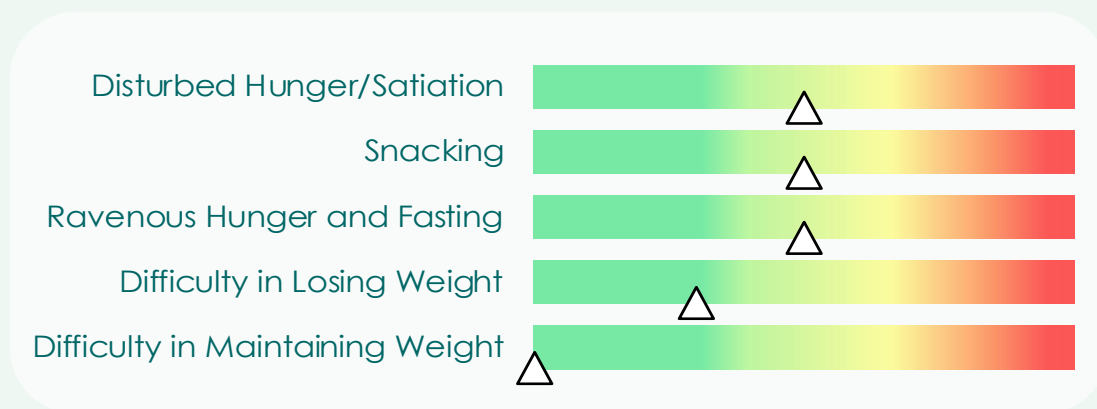 Disturbed Hunger/Satiation
Snacking
Ravenous Hunger and Fasting
Difficulty in Losing Weight
Difficulty in Maintaining Weight